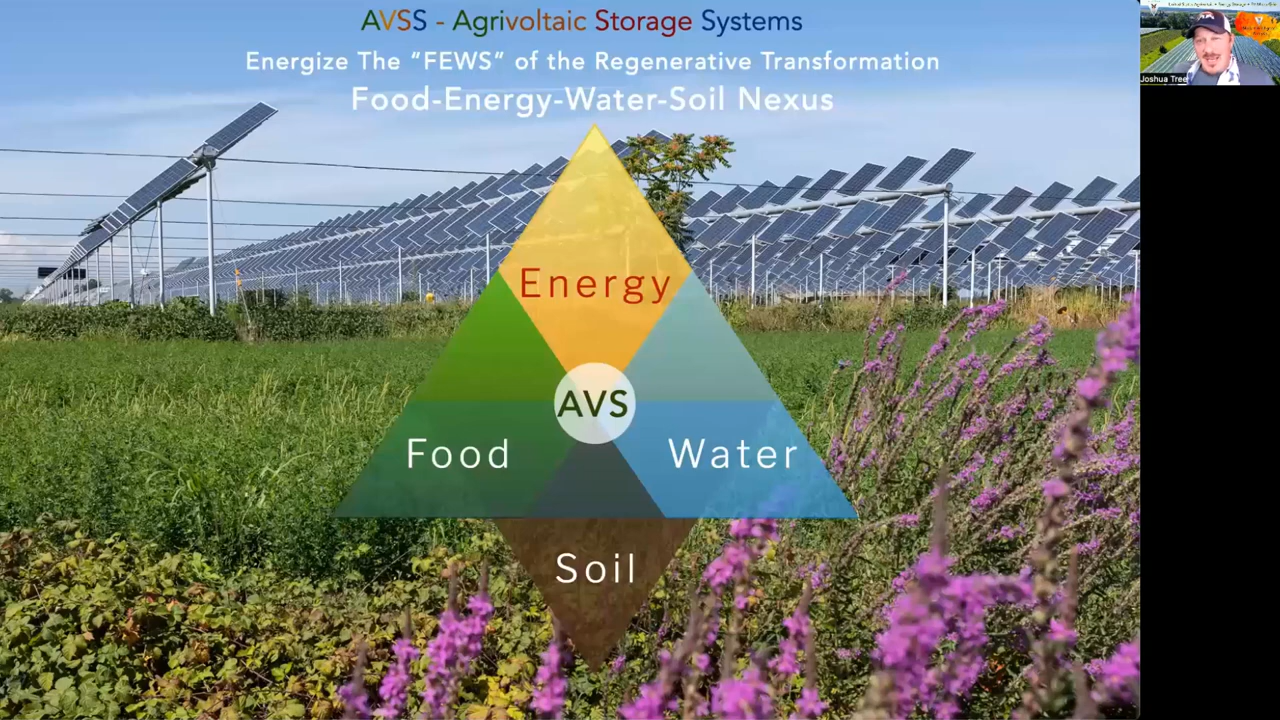 AVSS - Agrivoltaic Storage Systems
Energize The “FEWS” of the Regenerative Transformation
Food-Energy-Water-Soil Nexus
Energy
AVS
Food
Water
Soil
Joshua Tree